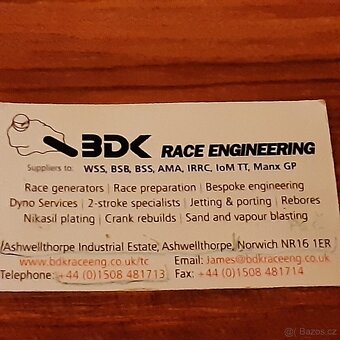 BDK RACE ENGINEERING
Suppliers to: WSS, BSB, BSS, AMA, IRRC, IoM TT, Manx GP
Race generators | Race preparation | Bespoke engineering
Dyno Services | 2-stroke specialists | Jetting & porting | Rebores
Nikasil plating | Crank rebuilds | Sand and vapour blasting
Ashwellthorpe Industrial Estate, Ashwellthorpe, Norwich NR16 1ER
www.bdkraceeng.co.uk/tc Email: James@bdkraceeng.co.uk
Telephone: +44 (0)1508 481713 Fax: +44 (0)1508 481714
Bazos.cz